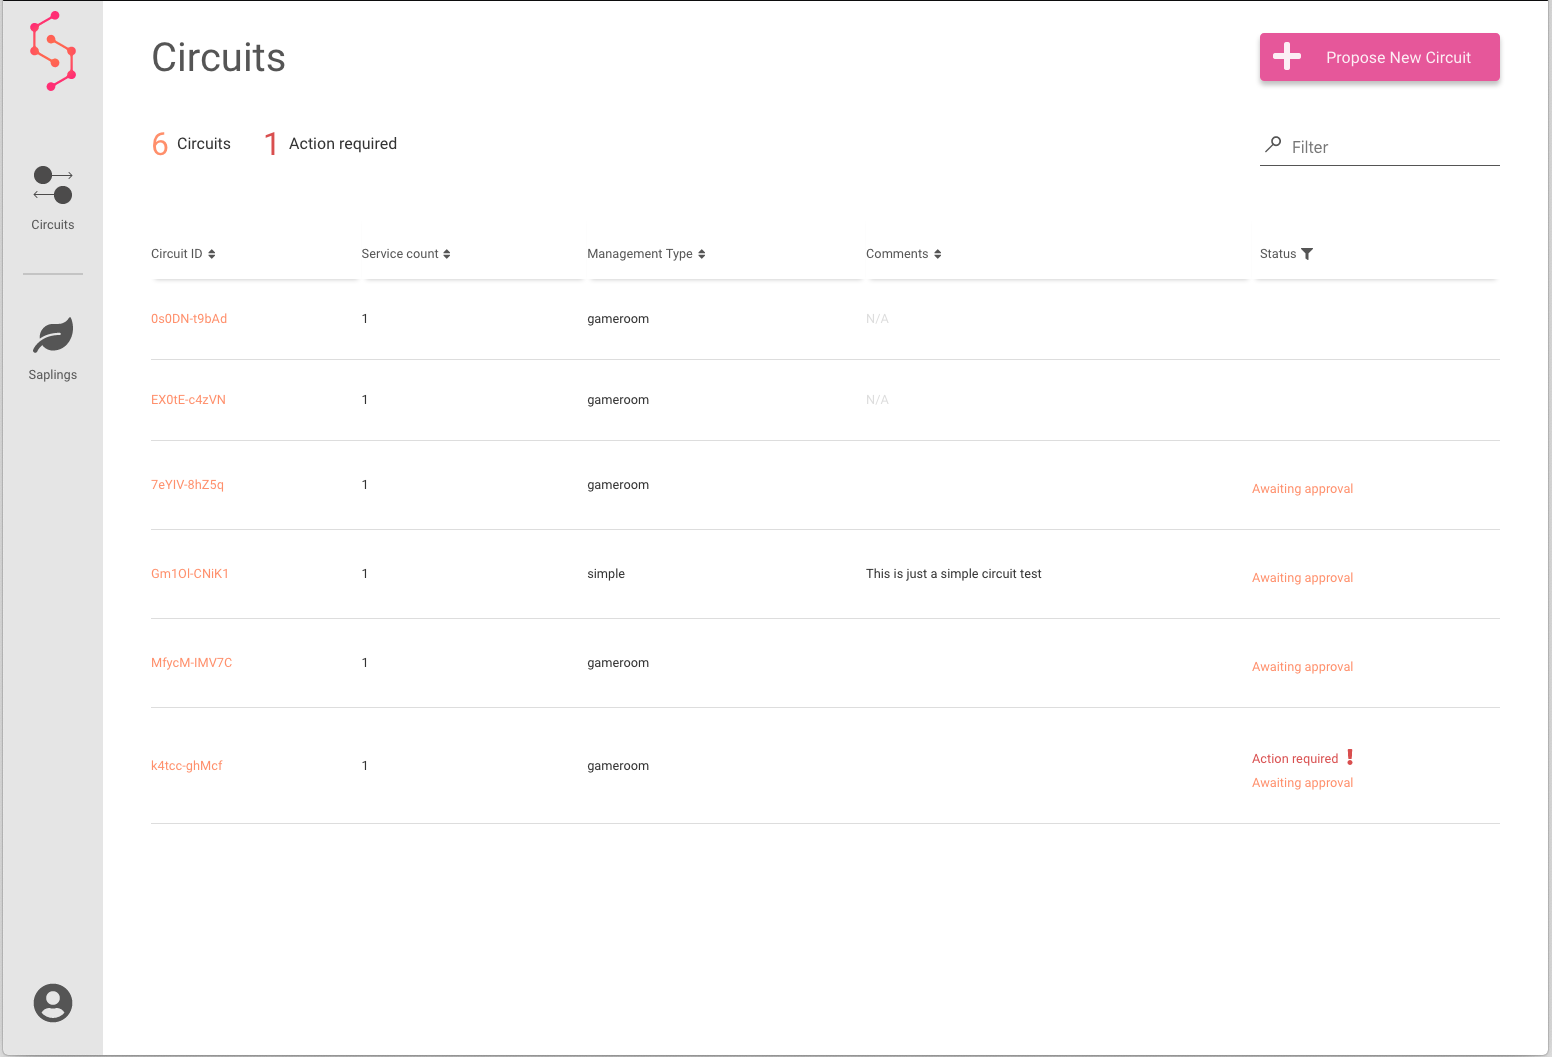 Circuits
Propose New Circuit
6 Circuits 1 Action required
Filter
Circuits
Saplings
Circuit ID Service count Management Type Comments Status
0s0DN-t9bAd 1 gameroom N/A
EX0tE-c4zVN 1 gameroom N/A
7eYIV-8hZ5q 1 gameroom Awaiting approval
Gm1Ol-CNiK1 1 simple This is just a simple circuit test Awaiting approval
MfycM-IMV7C 1 gameroom Awaiting approval
k4tcc-ghMcf 1 gameroom Action required !
Awaiting approval